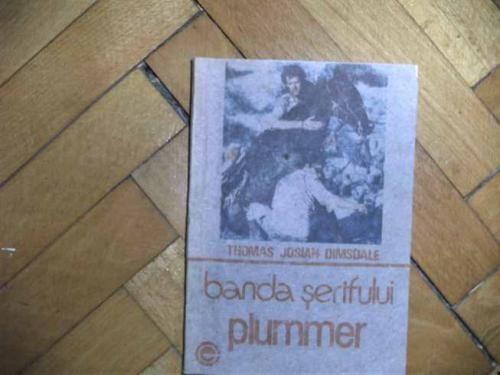 THOMAS JOSIAH DIMSDALE
banda şerifului
plummer